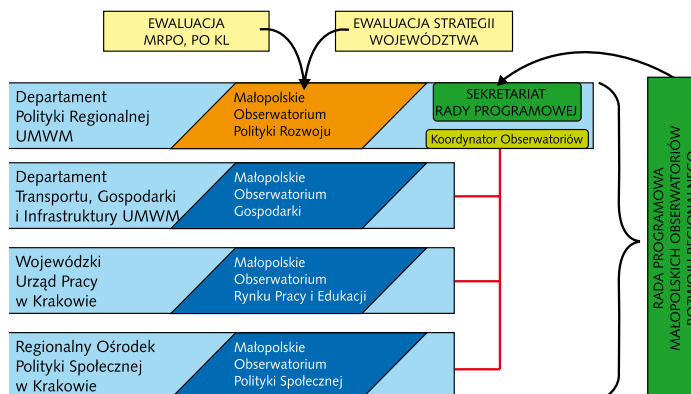 EWALUACJA
MRPO, PO KL
EWALUACJA STRATEGII
WOJEWÓDZTWA
Departament
Polityki Regionalnej
UMWM
Małopolskie
Obserwatorium
Polityki Rozwoju
SEKRETARIAT
RADY PROGRAMOWEJ
Koordynator Obserwatoriów
Departament
Transportu, Gospodarki
i Infrastruktury UMWM
Małopolskie
Obserwatorium
Gospodarki
Wojewódzki
Urząd Pracy
w Krakowie
Małopolskie
Obserwatorium
Rynku Pracy i Edukacji
Regionalny Ośrodek
Polityki Społecznej
w Krakowie
Małopolskie
Obserwatorium
Polityki Społecznej
RADA PROGRAMOWA
MAŁOPOLSKICH OBSERWATORIÓW
ROZWOJU REGIONALNEGO